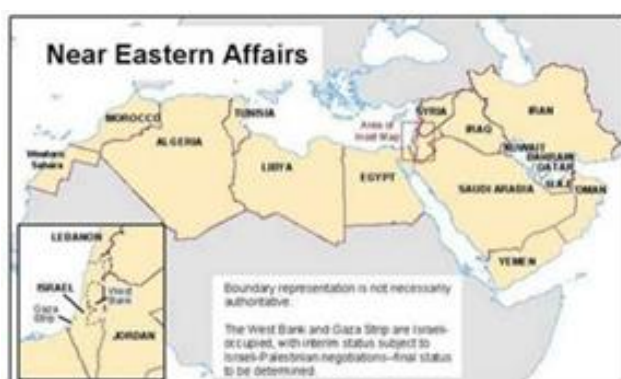 Near Eastern Affairs
MOROCCO
TUNISIA
ALGERIA
Western
Sahara
LIBYA
EGYPT
Area of
Inset Map
SYRIA
IRAQ
IRAN
KUWAIT
BAHRAIN
QATAR
U.A.E.
OMAN
SAUDI ARABIA
YEMEN
LEBANON
ISRAEL
West
Bank
Gaza
Strip
JORDAN
Boundary representation is not necessarily
authoritative.
The West Bank and Gaza Strip are Israeli-
occupied, with interim status subject to
Israeli-Palestinian negotiations--final status
to be determined.